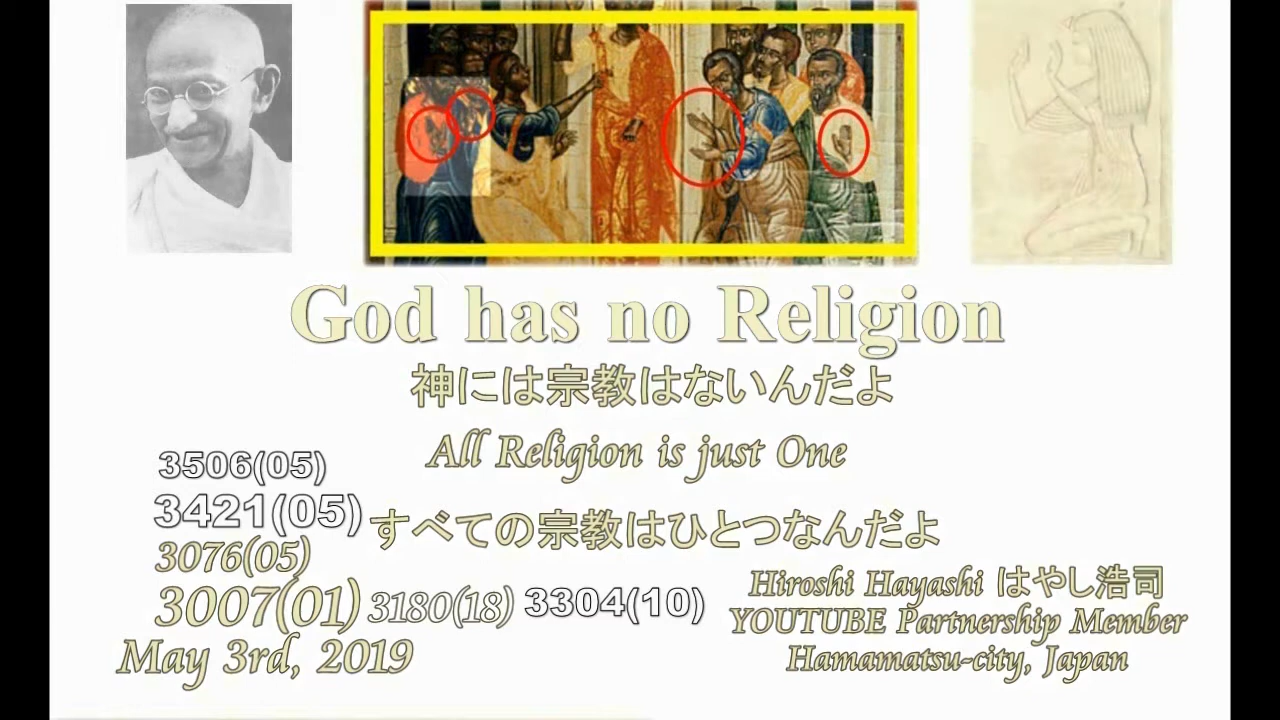 God has no Religion
神には宗教はないんだよ
All Religion is just One
3506(05)
3421(05)
すべての宗教はひとつなんだよ
3076(05)
3007(01) 3180(18) 3304(10)
May 3rd, 2019
Hiroshi Hayashi はやし浩司
YOUTUBE Partnership Member
Hamamatsu-city, Japan